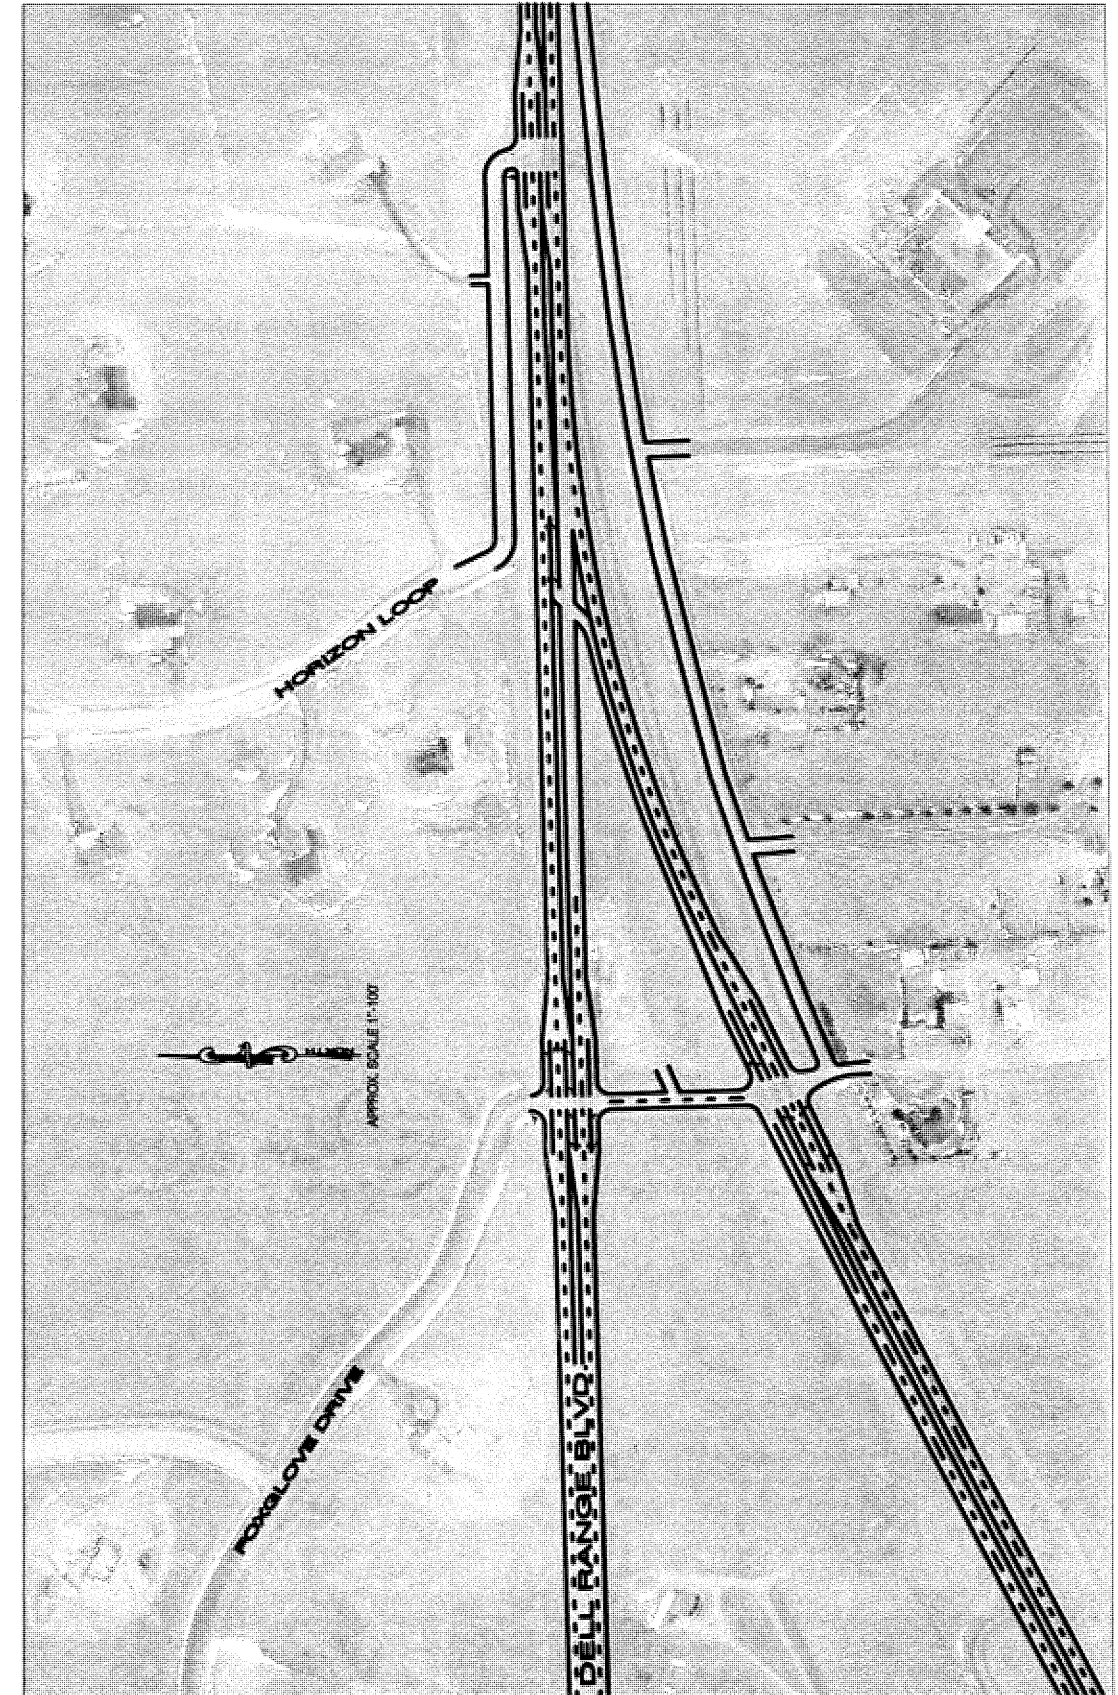 HORIZON LOOP
APPROX. SCALE 1"=100'
FOXGLOVE DRIVE
DELL RANGE BLVD.